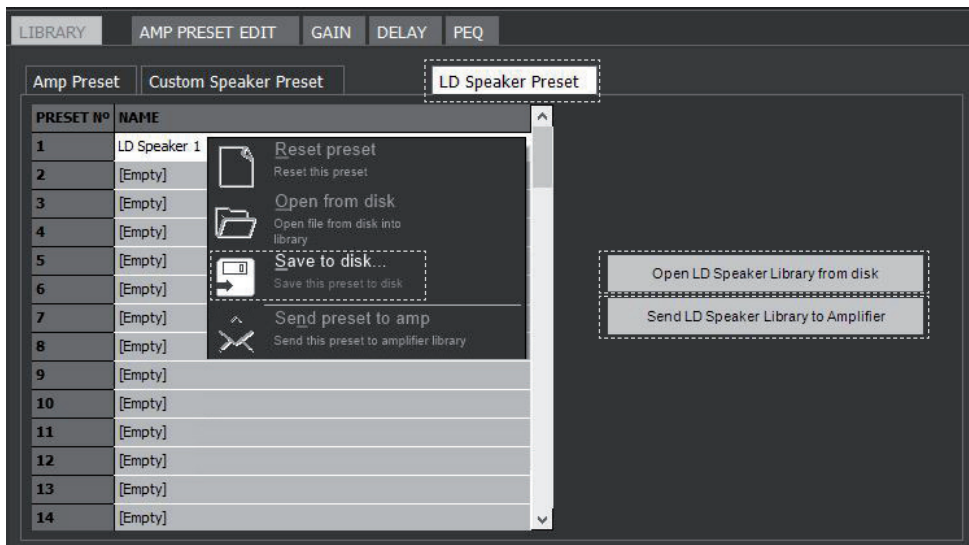 LIBRARY AMP PRESET EDIT GAIN DELAY PEQ
Amp Preset Custom Speaker Preset LD Speaker Preset
PRESET Nº NAME
1 LD Speaker 1
2 [Empty]
3 [Empty]
4 [Empty]
5 [Empty]
6 [Empty]
7 [Empty]
8 [Empty]
9 [Empty]
10 [Empty]
11 [Empty]
12 [Empty]
13 [Empty]
14 [Empty]
Reset preset
Reset this preset
Open from disk
Open file from disk into
library
Save to disk...
Save this preset to disk
Send preset to amp
Send this preset to amplifier library
Open LD Speaker Library from disk
Send LD Speaker Library to Amplifier